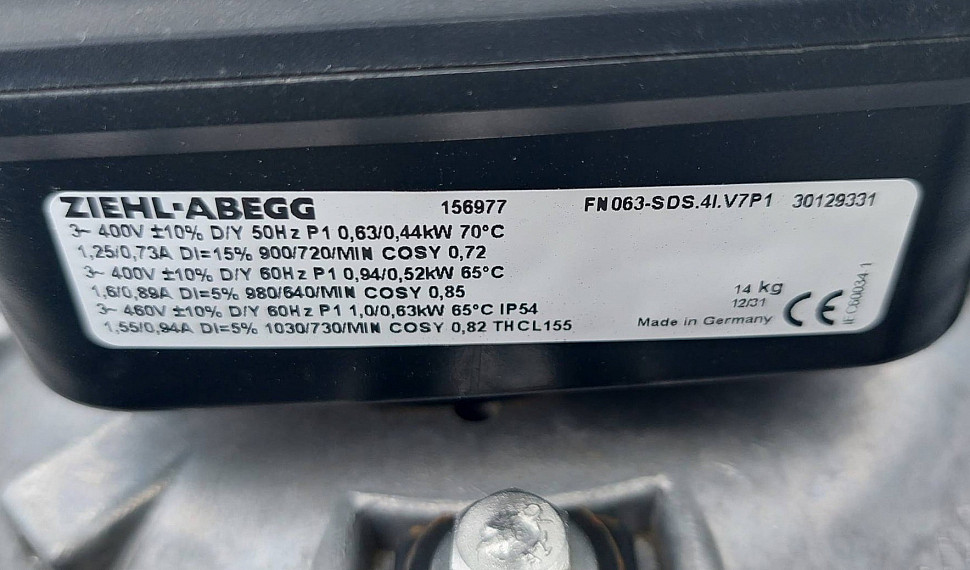 ZIEHL-ABEGG 156977 FN063-SDS.4I.V7P1 30129331
3~ 400V ±10% D/Y 50Hz P1 0,63/0,44kW 70°C
1,25/0,73A DI=15% 900/720/MIN COSY 0,72
3~ 400V ±10% D/Y 60Hz P1 0,94/0,52kW 65°C
1,6/0,89A DI=5% 980/640/MIN COSY 0,85
3~ 460V ±10% D/Y 60Hz P1 1,0/0,63kW 65°C IP54
1,55/0,94A DI=5% 1030/730/MIN COSY 0,82 THCL155
14 kg
12/31
Made in Germany
CE
IEC60034-1